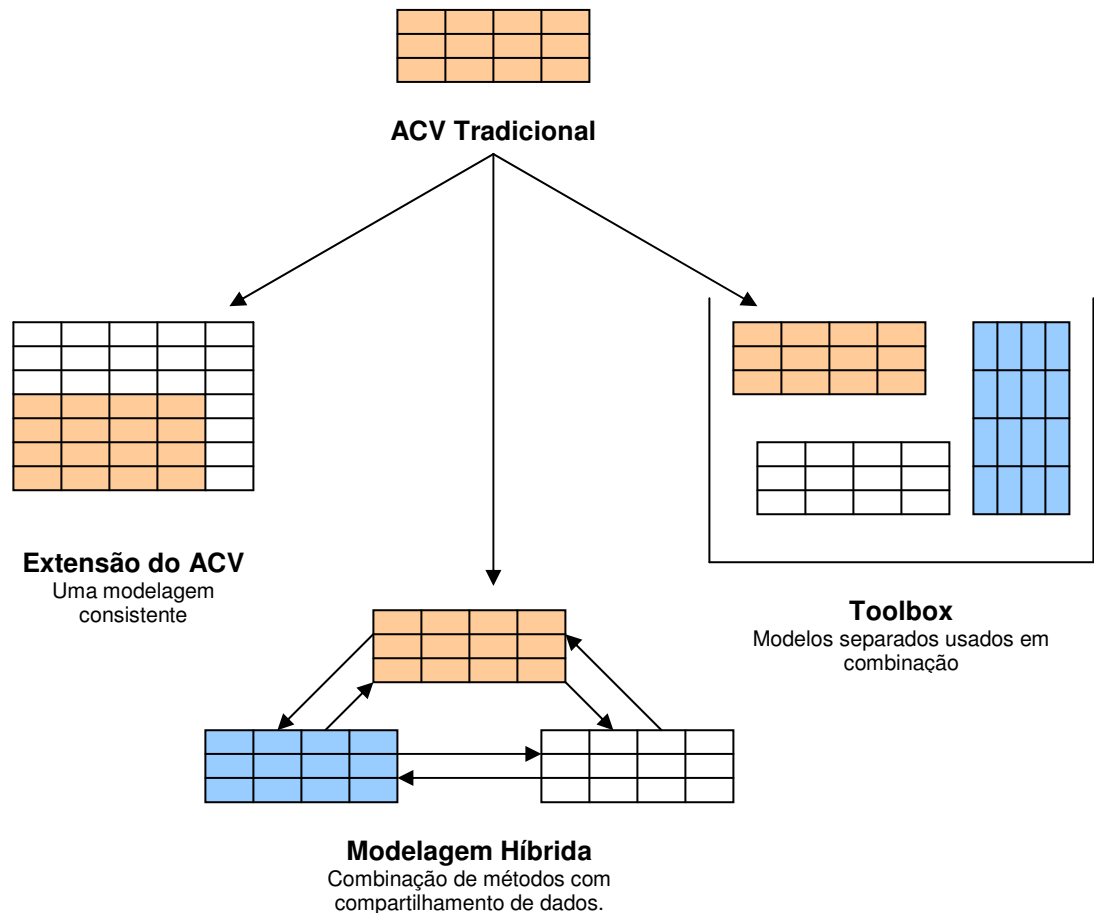 ACV Tradicional
Extensão do ACV
Uma modelagem
consistente
Toolbox
Modelos separados usados em
combinação
Modelagem Híbrida
Combinação de métodos com
compartilhamento de dados.